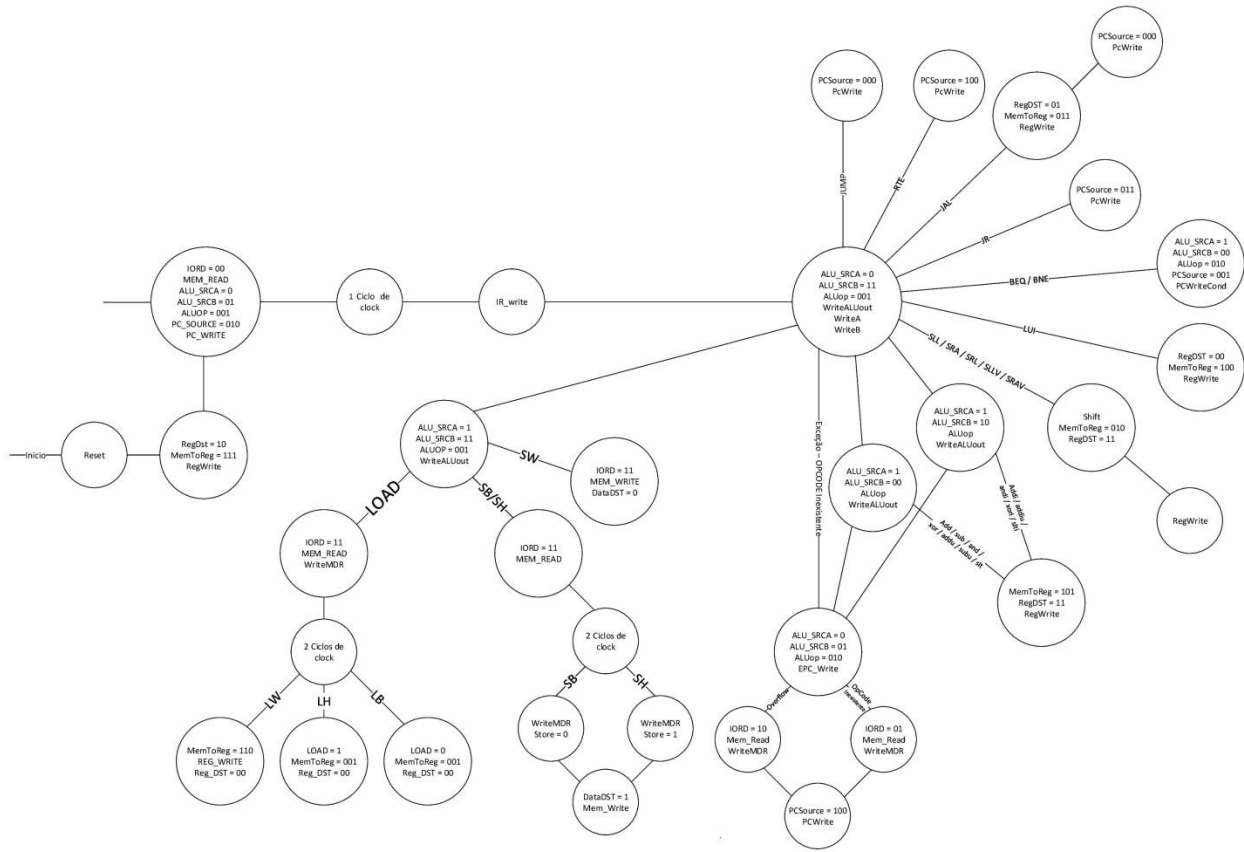 PCSource = 000
PcWrite
PCSource = 000
PcWrite
PCSource = 100
PcWrite
RegDST = 01
MemToReg = 011
RegWrite
JUMP
RTE
JAL
PCSource = 011
PcWrite
JR
IORD = 00
MEM_READ
ALU_SRCA = 0
ALU_SRCB = 01
ALUOP = 001
PC_SOURCE = 010
PC_WRITE
1 Ciclo de
clock
IR_write
ALU_SRCA = 0
ALU_SRCB = 11
ALUop = 001
WriteALUout
WriteA
WriteB
BEQ / BNE
ALU_SRCA = 1
ALU_SRCB = 00
ALUop = 010
PCSource = 001
PCWriteCond
LUI
RegDST = 00
MemToReg = 100
RegWrite
SLL / SRA / SRL / SLLV / SRAV
Shift
MemToReg = 010
RegDST = 11
RegWrite
Início
Reset
RegDst = 10
MemToReg = 111
RegWrite
ALU_SRCA = 1
ALU_SRCB = 11
ALUOP = 001
WriteALUout
SW
IORD = 11
MEM_WRITE
DataDST = 0
LOAD
SB/SH
IORD = 11
MEM_READ
WriteMDR
IORD = 11
MEM_READ
2 Ciclos de
clock
LW
LH
LB
MemToReg = 110
REG_WRITE
Reg_DST = 00
LOAD = 1
MemToReg = 001
Reg_DST = 00
LOAD = 0
MemToReg = 001
Reg_DST = 00
2 Ciclos de
clock
SB
SH
WriteMDR
Store = 0
WriteMDR
Store = 1
DataDST = 1
Mem_Write
Exceção – OPCODE Inexistente
ALU_SRCA = 1
ALU_SRCB = 00
ALUop
WriteALUout
ALU_SRCA = 1
ALU_SRCB = 10
ALUop
WriteALUout
Addi / addiu /
andi / xori / slti
Add / sub / and /
xor / addu / subu / slt
MemToReg = 101
RegDST = 11
RegWrite
ALU_SRCA = 0
ALU_SRCB = 01
ALUop = 010
EPC_Write
Overflow
OpCode
Inexistente
IORD = 10
Mem_Read
WriteMDR
IORD = 01
Mem_Read
WriteMDR
PCSource = 100
PCWrite